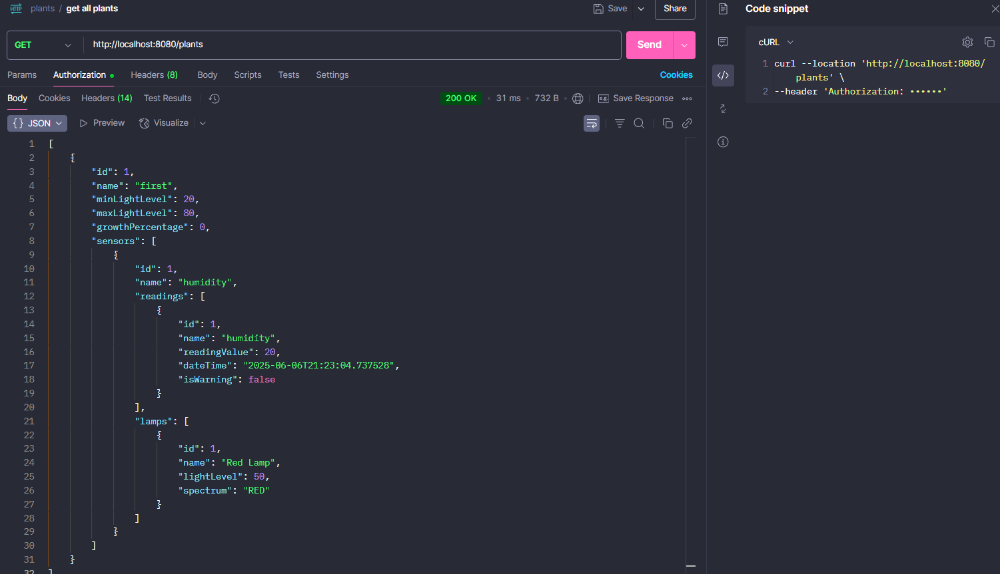 HTTP plants / get all plants Save Share
GET http://localhost:8080/plants Send
Params Authorization Headers (8) Body Scripts Tests Settings Cookies
Body Cookies Headers (14) Test Results 200 OK • 31 ms • 732 B • e.g. Save Response
{} JSON Preview Visualize
1 [
2 {
3 "id": 1,
4 "name": "first",
5 "minLightLevel": 20,
6 "maxLightLevel": 80,
7 "growthPercentage": 0,
8 "sensors": [
9 {
10 "id": 1,
11 "name": "humidity",
12 "readings": [
13 {
14 "id": 1,
15 "name": "humidity",
16 "readingValue": 20,
17 "dateTime": "2025-06-06T21:23:04.737528",
18 "isWarning": false
19 }
20 ],
21 "lamps": [
22 {
23 "id": 1,
24 "name": "Red Lamp",
25 "lightLevel": 50,
26 "spectrum": "RED"
27 }
28 ]
29 }
30 ]
31 }
32 ]
Code snippet
cURL
1 curl --location 'http://localhost:8080/
plants' \
2 --header 'Authorization: ••••••'